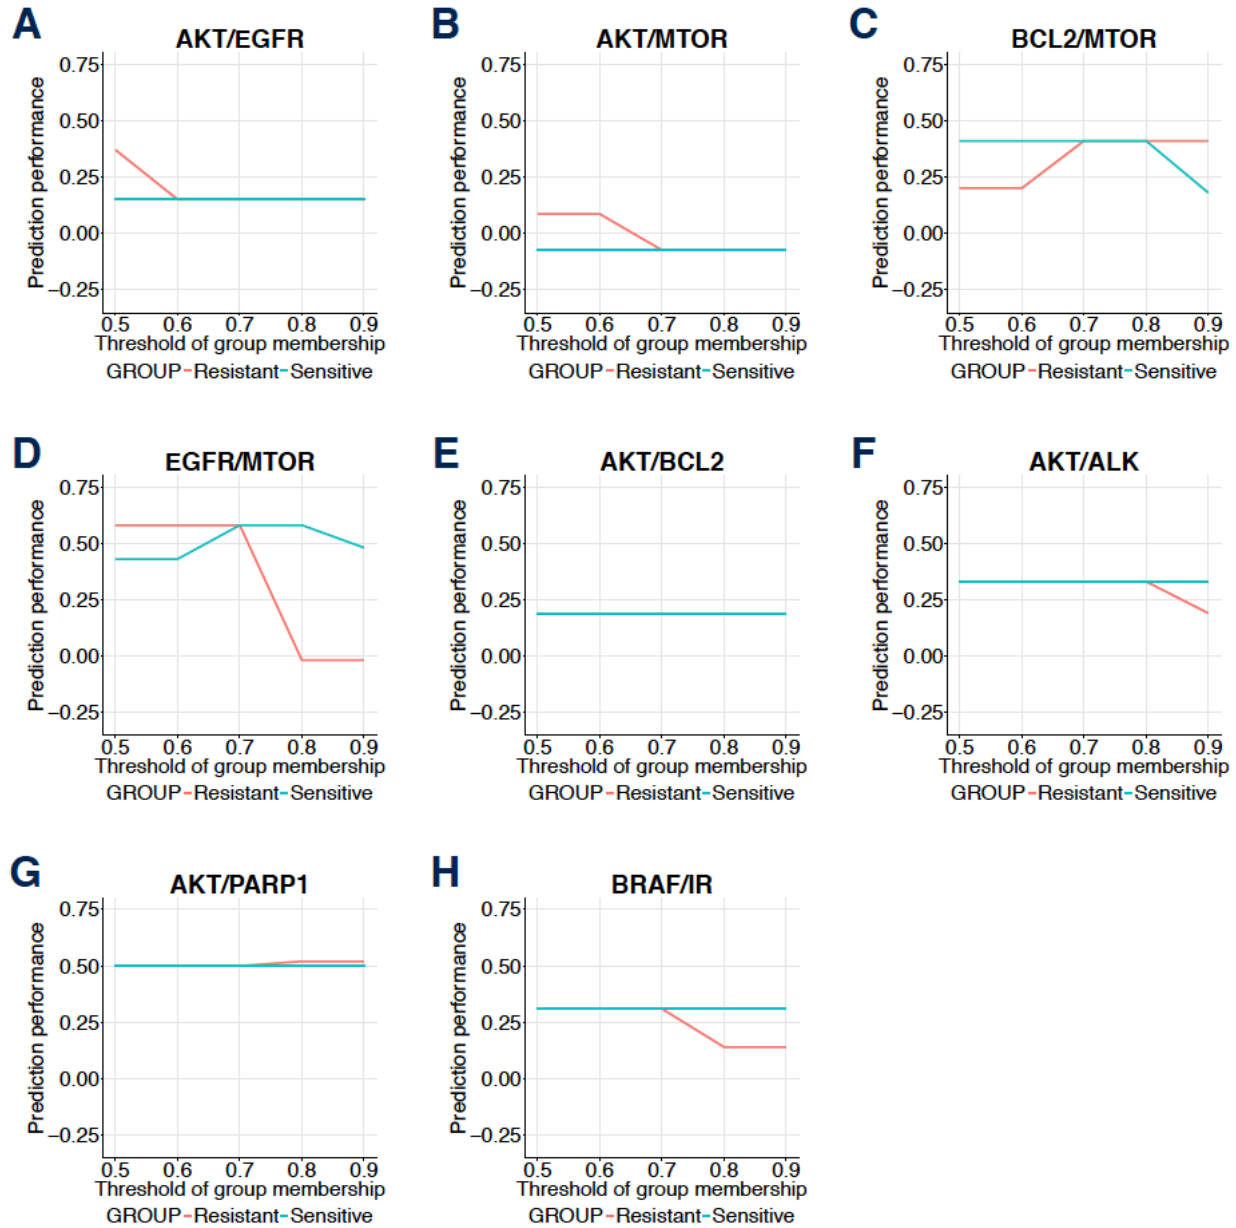 A
AKT/EGFR
Prediction performance
0.75
0.50
0.25
0.00
−0.25
0.5 0.6 0.7 0.8 0.9
Threshold of group membership
GROUP Resistant Sensitive
B
AKT/MTOR
Prediction performance
0.75
0.50
0.25
0.00
−0.25
0.5 0.6 0.7 0.8 0.9
Threshold of group membership
GROUP Resistant Sensitive
C
BCL2/MTOR
Prediction performance
0.75
0.50
0.25
0.00
−0.25
0.5 0.6 0.7 0.8 0.9
Threshold of group membership
GROUP Resistant Sensitive
D
EGFR/MTOR
Prediction performance
0.75
0.50
0.25
0.00
−0.25
0.5 0.6 0.7 0.8 0.9
Threshold of group membership
GROUP Resistant Sensitive
E
AKT/BCL2
Prediction performance
0.75
0.50
0.25
0.00
−0.25
0.5 0.6 0.7 0.8 0.9
Threshold of group membership
GROUP Resistant Sensitive
F
AKT/ALK
Prediction performance
0.75
0.50
0.25
0.00
−0.25
0.5 0.6 0.7 0.8 0.9
Threshold of group membership
GROUP Resistant Sensitive
G
AKT/PARP1
Prediction performance
0.75
0.50
0.25
0.00
−0.25
0.5 0.6 0.7 0.8 0.9
Threshold of group membership
GROUP Resistant Sensitive
H
BRAF/IR
Prediction performance
0.75
0.50
0.25
0.00
−0.25
0.5 0.6 0.7 0.8 0.9
Threshold of group membership
GROUP Resistant Sensitive